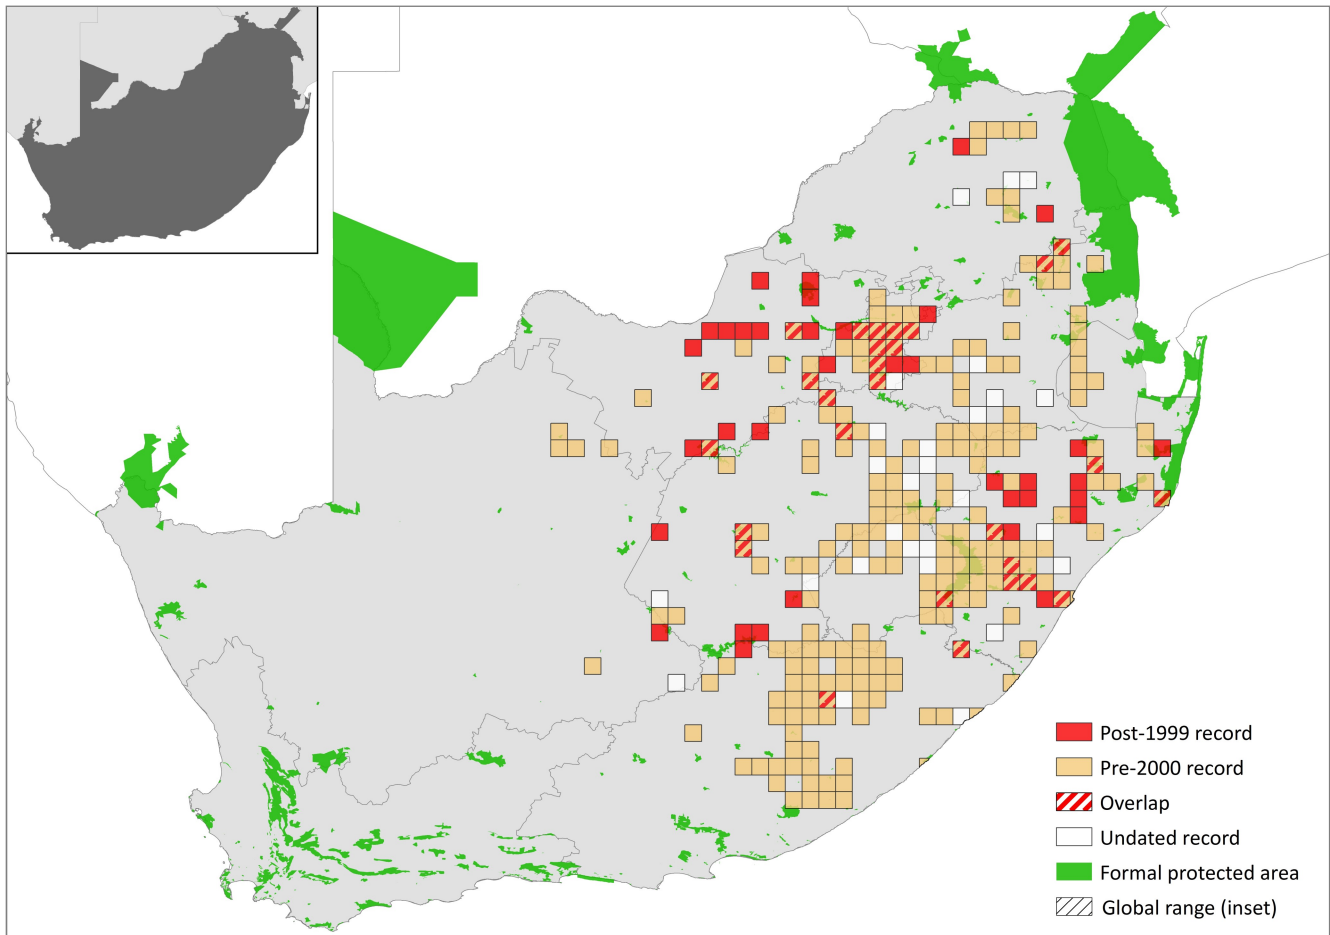 Post-1999 record
Pre-2000 record
Overlap
Undated record
Formal protected area
Global range (inset)